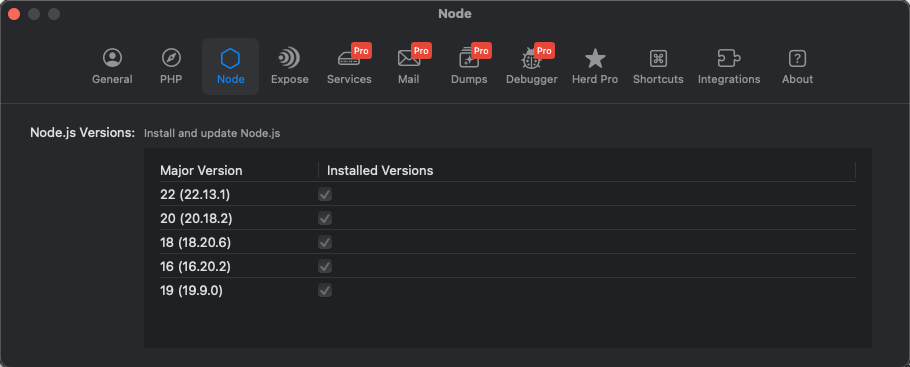 Node
Pro Pro Pro Pro
General PHP Node Expose Services Mail Dumps Debugger Herd Pro Shortcuts Integrations About
Node.js Versions: Install and update Node.js
Major Version Installed Versions
22 (22.13.1)
20 (20.18.2)
18 (18.20.6)
16 (16.20.2)
19 (19.9.0)